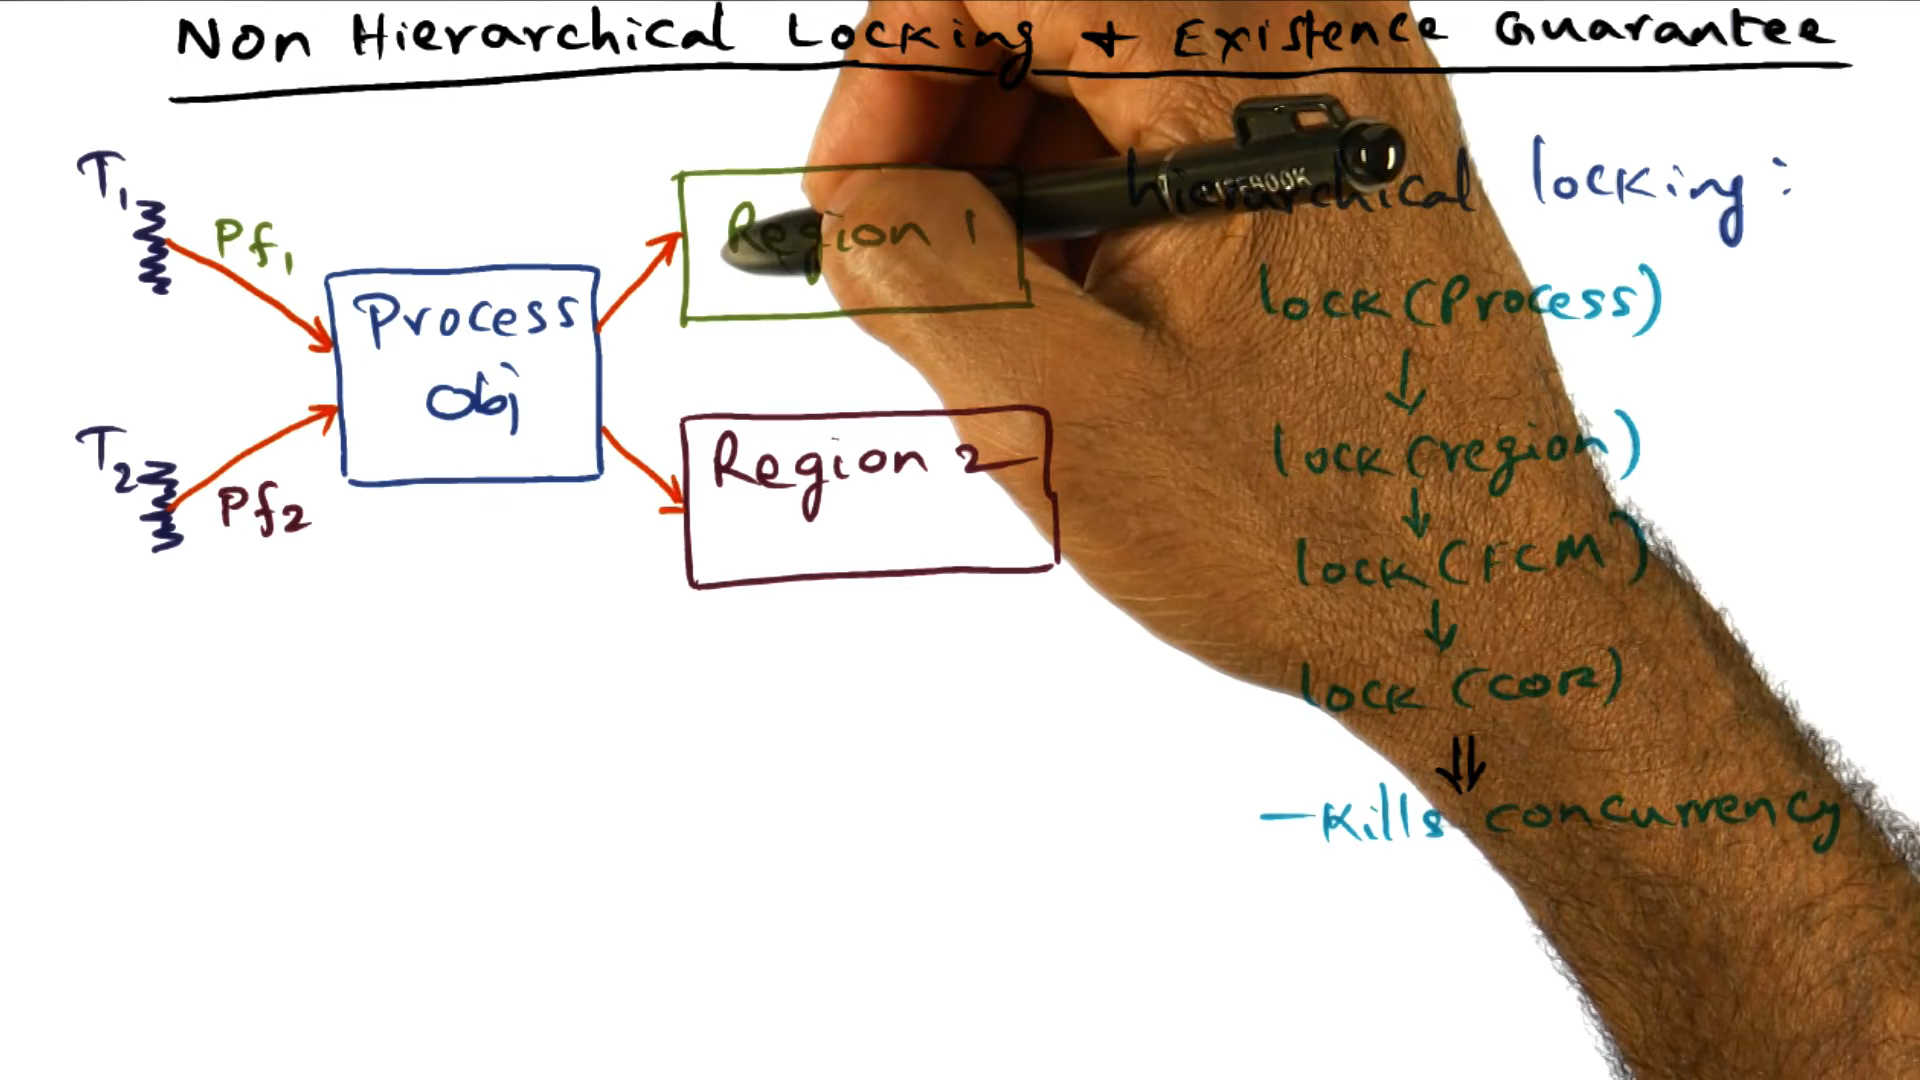 Non Hierarchical Locking + Existence Guarantee
T1
Pf1
Process
Obj
T2
Pf2
Region 1
Region 2
hierarchical locking:
lock (Process)
↓
lock (region)
↓
lock (FCM)
↓
lock (COR)
⇓
- Kills concurrency